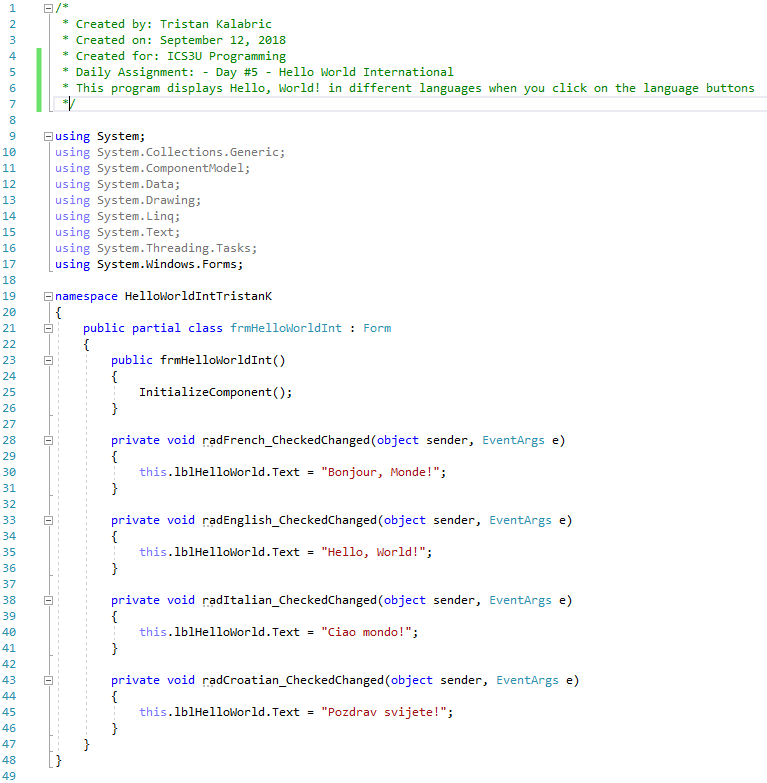 1 /*
2  * Created by: Tristan Kalabric
3  * Created on: September 12, 2018
4  * Created for: ICS3U Programming
5  * Daily Assignment: - Day #5 - Hello World International
6  * This program displays Hello, World! in different languages when you click on the language buttons
7  */
8
9 using System;
10 using System.Collections.Generic;
11 using System.ComponentModel;
12 using System.Data;
13 using System.Drawing;
14 using System.Linq;
15 using System.Text;
16 using System.Threading.Tasks;
17 using System.Windows.Forms;
18
19 namespace HelloWorldIntTristanK
20 {
21     public partial class frmHelloWorldInt : Form
22     {
23         public frmHelloWorldInt()
24         {
25             InitializeComponent();
26         }
27
28         private void radFrench_CheckedChanged(object sender, EventArgs e)
29         {
30             this.lblHelloWorld.Text = "Bonjour, Monde!";
31         }
32
33         private void radEnglish_CheckedChanged(object sender, EventArgs e)
34         {
35             this.lblHelloWorld.Text = "Hello, World!";
36         }
37
38         private void radItalian_CheckedChanged(object sender, EventArgs e)
39         {
40             this.lblHelloWorld.Text = "Ciao mondo!";
41         }
42
43         private void radCroatian_CheckedChanged(object sender, EventArgs e)
44         {
45             this.lblHelloWorld.Text = "Pozdrav svijete!";
46         }
47     }
48 }
49